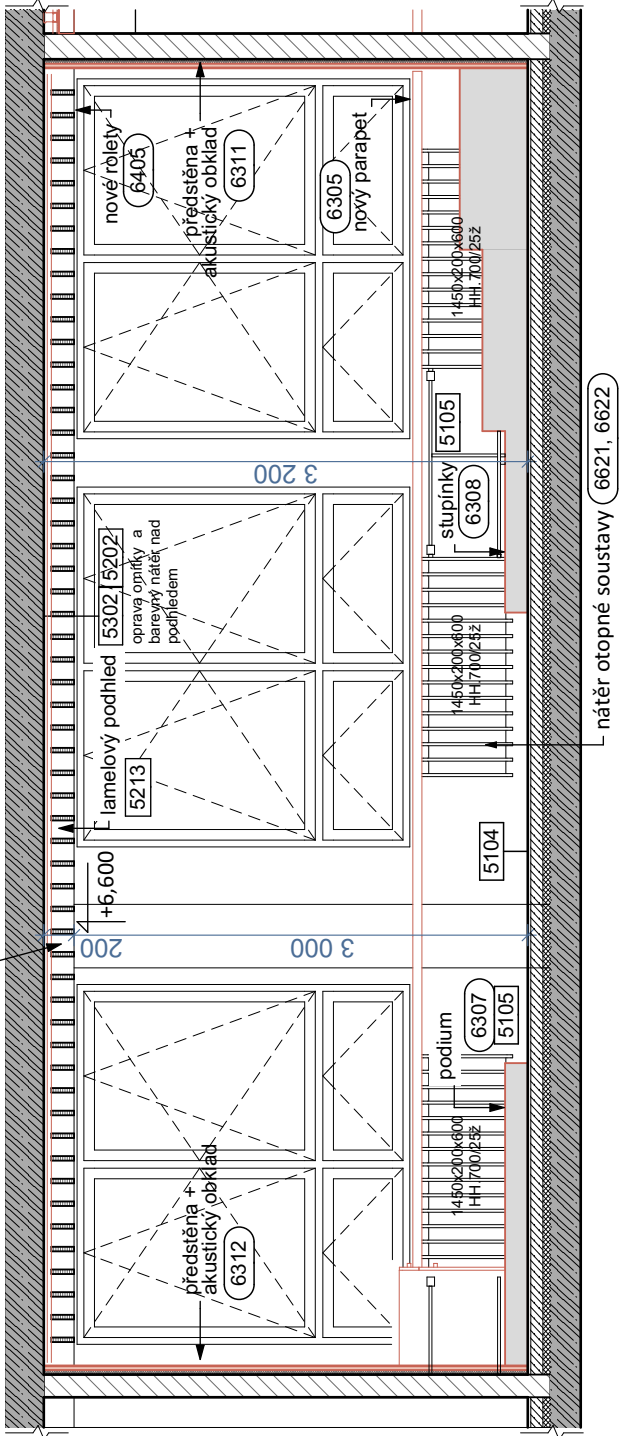 nové rolety
6405
předstěna +
akustický obklad
6311
6305
nový parapet
1450x200x600
HH.700/25ž
3 200
5105
stupínky
6308
5302
5202
oprava omítky a
barevný nátěr nad
podhledem
lamelový podhled
5213
1450x200x600
HH.700/25ž
nátěr otopné soustavy
6621, 6622
+6,600
200
3 000
5104
6307
5105
podium
předstěna +
akustický obklad
6312
1450x200x600
HH.700/25ž